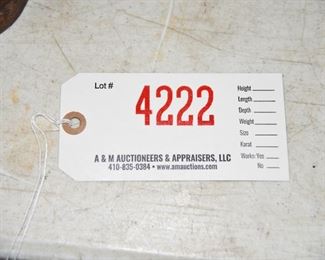 Lot #
4222
Height
Length
Depth
Weight
Size
Karat
Works: Yes
No
A & M AUCTIONEERS & APPRAISERS, LLC
410-835-0384 • www.amauctions.com